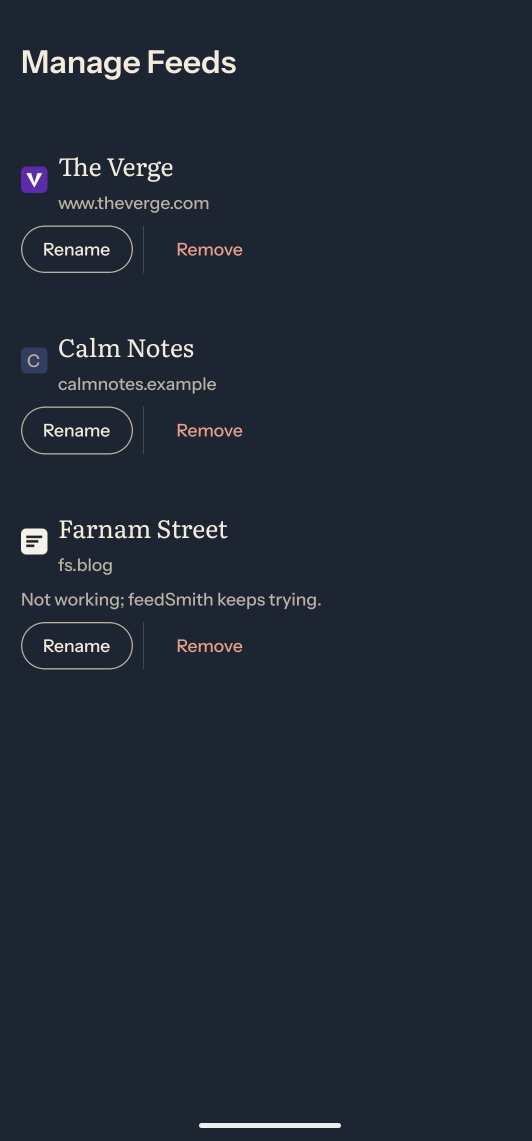 Manage Feeds
V
The Verge
www.theverge.com
Rename
Remove
C
Calm Notes
calmnotes.example
Rename
Remove
Farnam Street
fs.blog
Not working; feedSmith keeps trying.
Rename
Remove